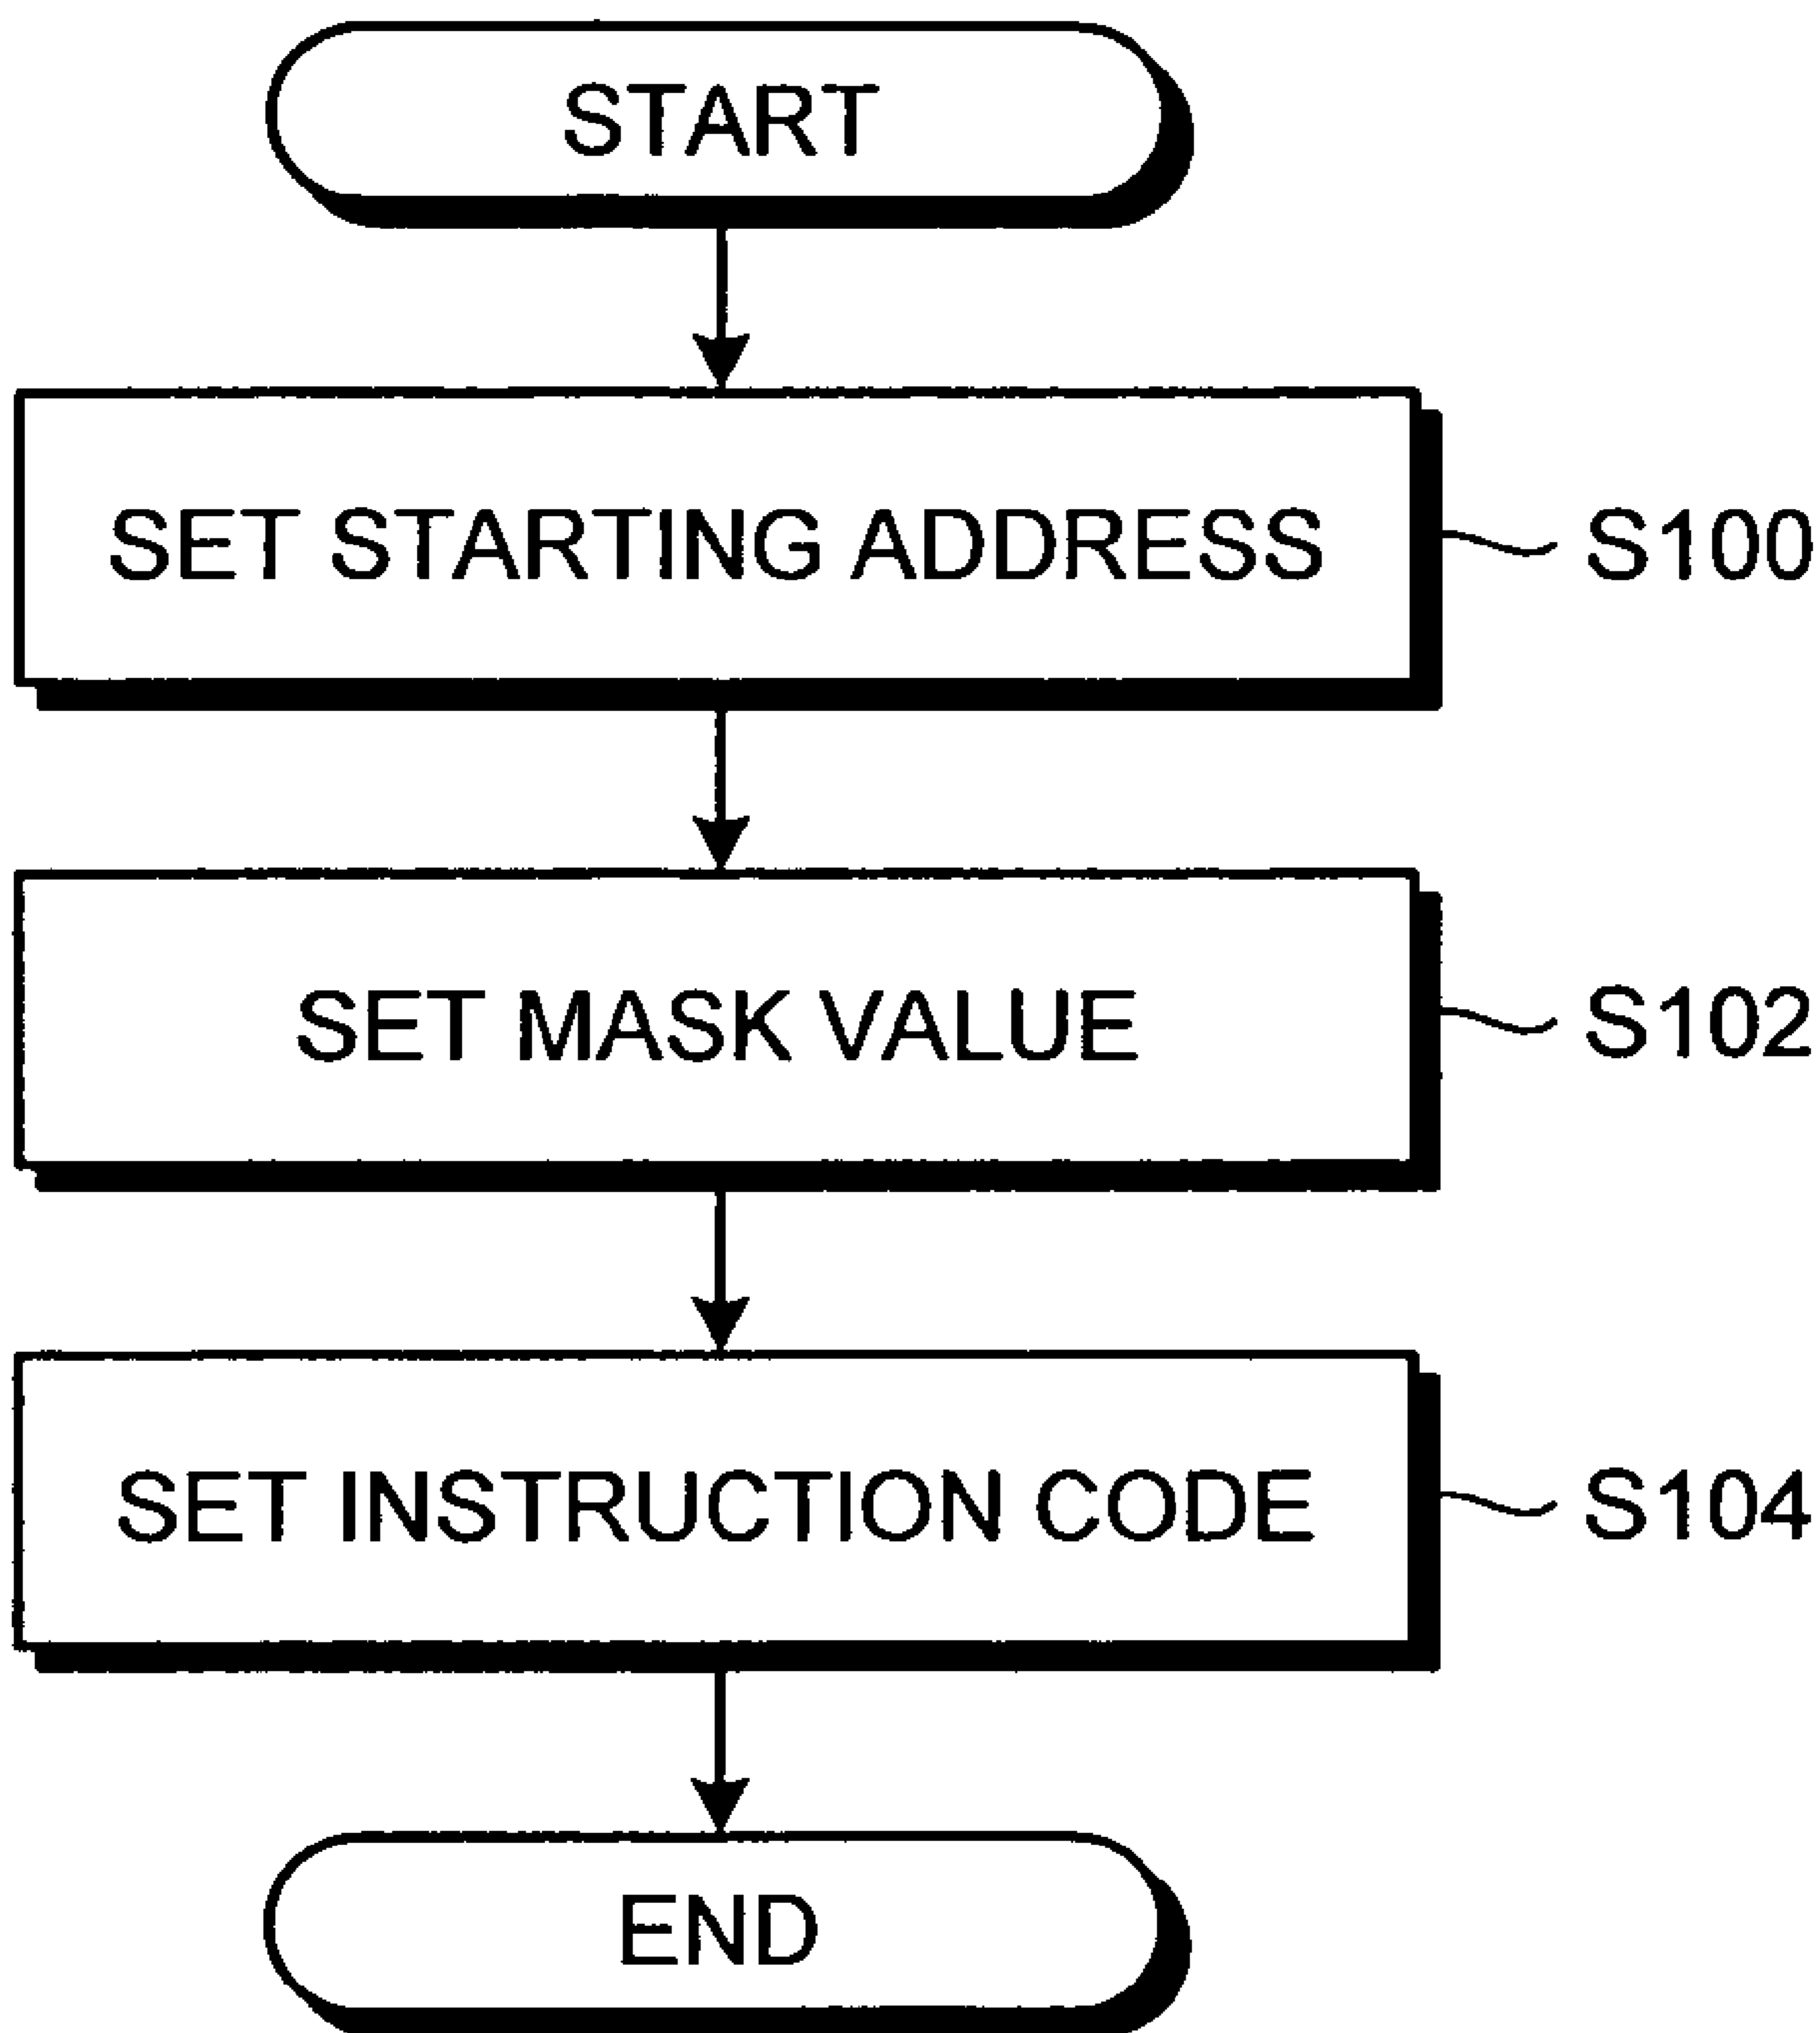 START
SET STARTING ADDRESS
S100
SET MASK VALUE
S102
SET INSTRUCTION CODE
S104
END